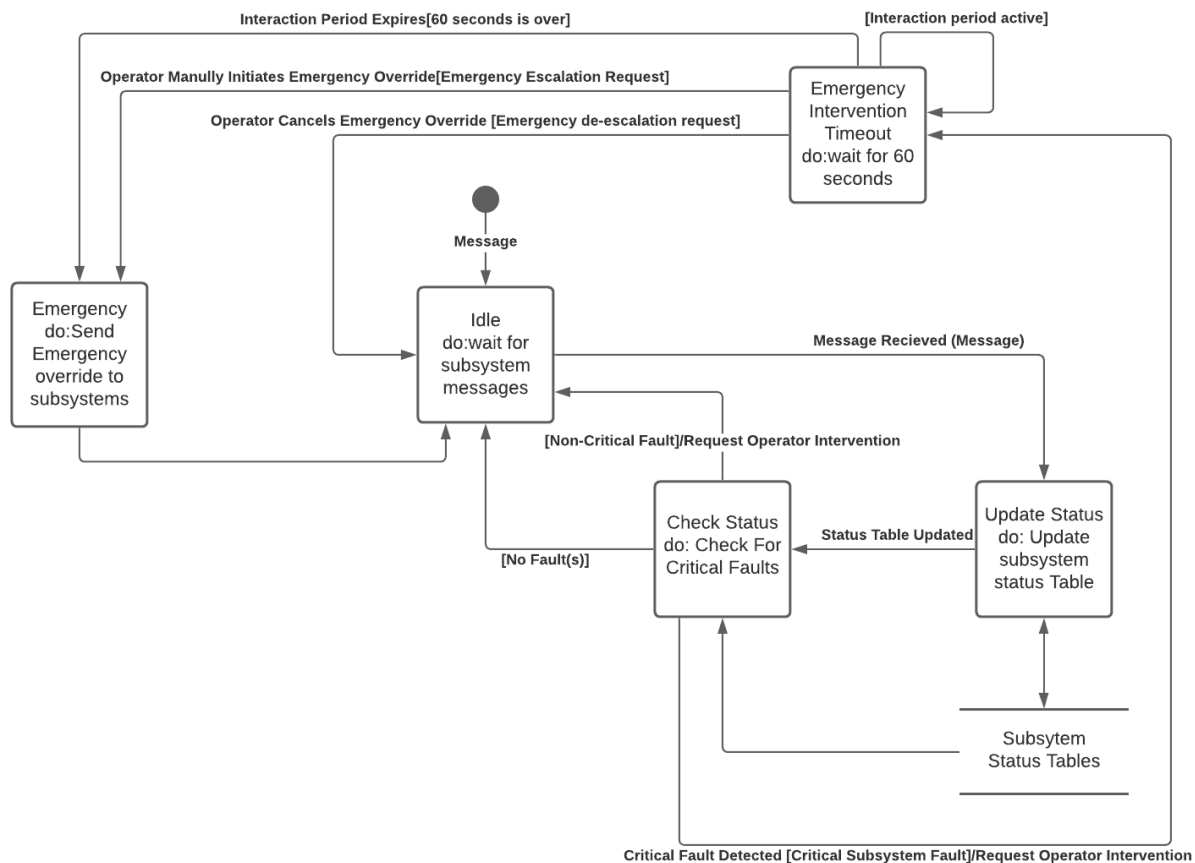 Interaction Period Expires[60 seconds is over]
[Interaction period active]
Operator Manully Initiates Emergency Override[Emergency Escalation Request]
Operator Cancels Emergency Override [Emergency de-escalation request]
Emergency
Intervention
Timeout
do:wait for 60
seconds
Message
Emergency
do:Send
Emergency
override to
subsystems
Idle
do:wait for
subsystem
messages
Message Recieved (Message)
[Non-Critical Fault]/Request Operator Intervention
Check Status
do: Check For
Critical Faults
Status Table Updated
Update Status
do: Update
subsystem
status Table
[No Fault(s)]
Subsytem
Status Tables
Critical Fault Detected [Critical Subsystem Fault]/Request Operator Intervention